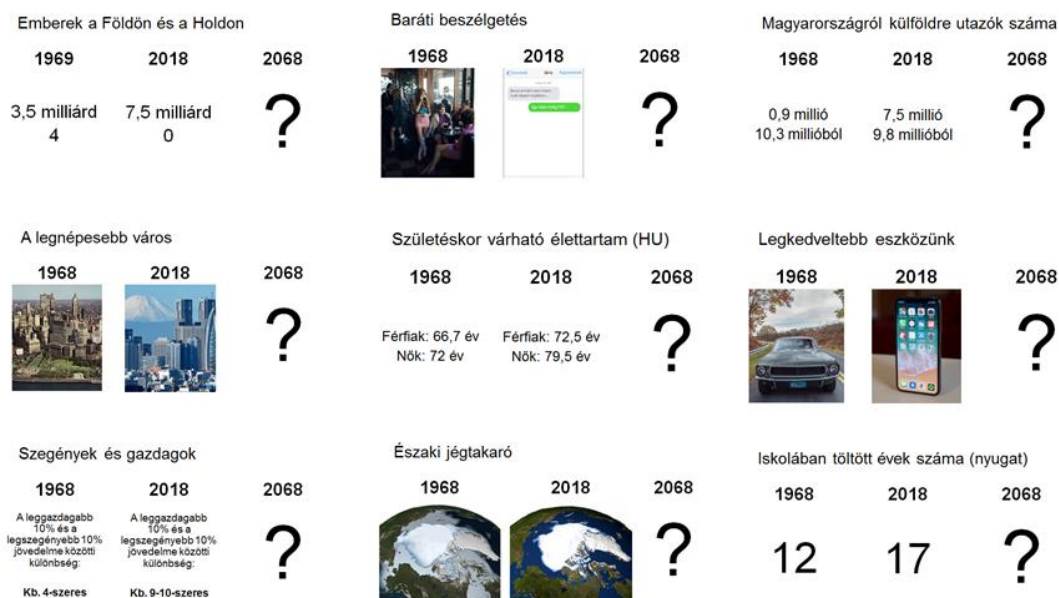 Emberek a Földön és a Holdon
1969 2018 2068
3,5 milliárd 7,5 milliárd
4 0
?
Baráti beszélgetés
1968 2018 2068
?
Magyarországról külföldre utazók száma
1968 2018 2068
0,9 millió 7,5 millió
10,3 millióból 9,8 millióból
?
A legnépesebb város
1968 2018 2068
?
Születéskor várható élettartam (HU)
1968 2018 2068
Férfiak: 66,7 év Férfiak: 72,5 év
Nők: 72 év Nők: 79,5 év
?
Legkedveltebb eszközünk
1968 2018 2068
?
Szegények és gazdagok
1968 2018 2068
A leggazdagabb A leggazdagabb
10% és a 10% és a
legszegényebb 10% legszegényebb 10%
jövedelme közötti jövedelme közötti
különbség: különbség:
Kb. 4-szeres Kb. 9-10-szeres
?
Északi jégtakaró
1968 2018 2068
?
Iskolában töltött évek száma (nyugat)
1968 2018 2068
12 17 ?